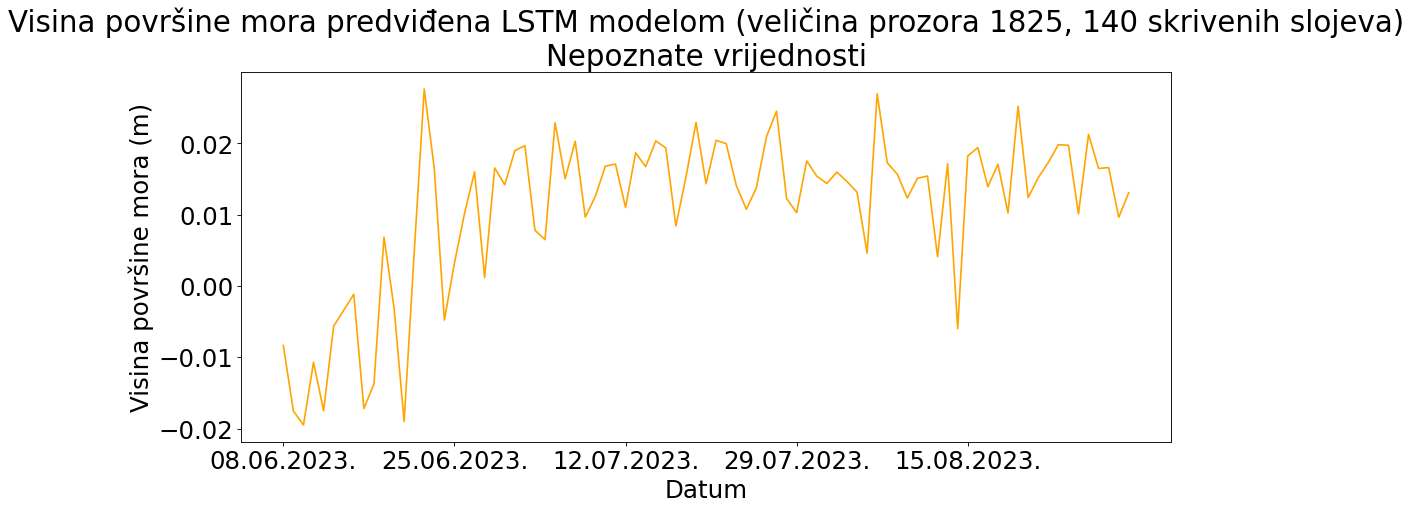 Visina površine mora predviđena LSTM modelom (veličina prozora 1825, 140 skrivenih slojeva)
Nepoznate vrijednosti
Visina površine mora (m)
0.02
0.01
0.00
−0.01
−0.02
08.06.2023. 25.06.2023. 12.07.2023. 29.07.2023. 15.08.2023.
Datum